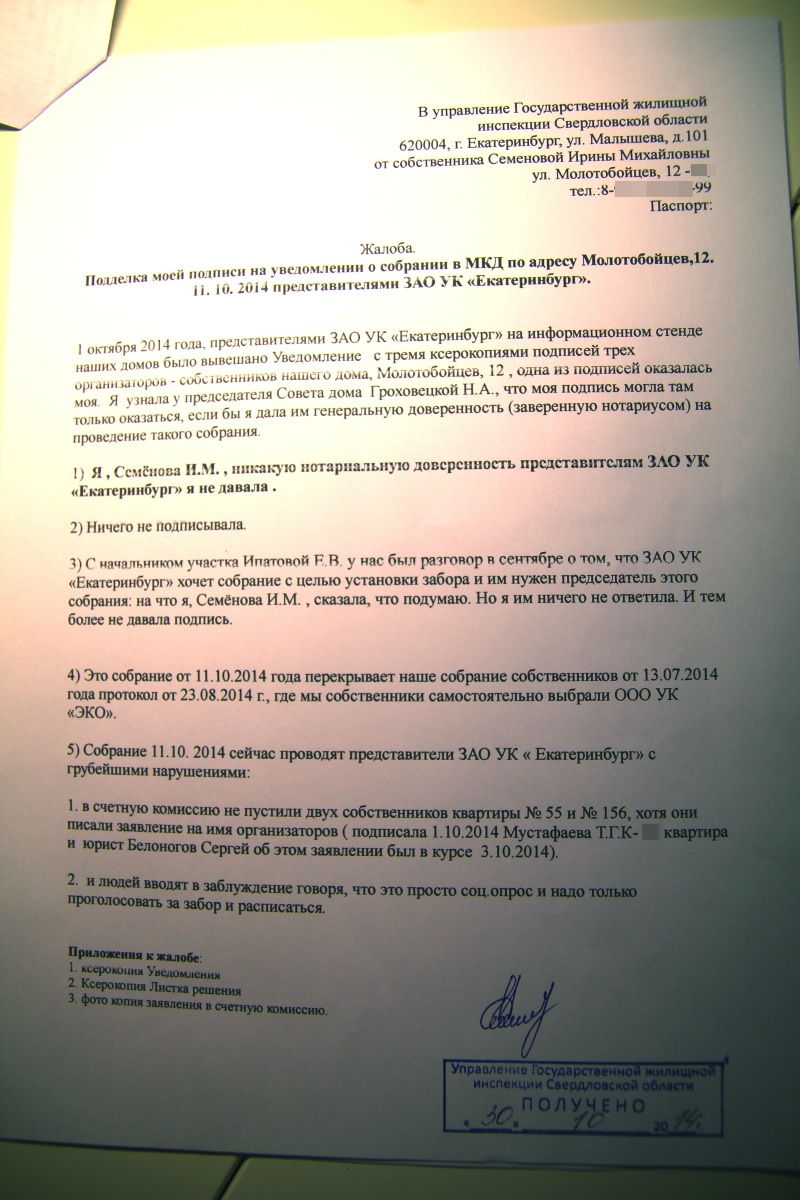 В управление Государственной жилищной
инспекции Свердловской области
620004, г. Екатеринбург, ул. Малышева, д.101
от собственника Семеновой Ирины Михайловны
ул. Молотобойцев, 12 -
тел.:8- -99
Паспорт:
Жалоба.
Подделка моей подписи на уведомлении о собрании в МКД по адресу Молотобойцев,12.
11. 10. 2014 представителями ЗАО УК «Екатеринбург».
1 октября 2014 года, представителями ЗАО УК «Екатеринбург» на информационном стенде
наших домов было вывешано Уведомление с тремя ксерокопиями подписей трех
организаторов - собственников нашего дома, Молотобойцев, 12 , одна из подписей оказалась
моя. Я узнала у председателя Совета дома Гроховецкой Н.А., что моя подпись могла там
только оказаться, если бы я дала им генеральную доверенность (заверенную нотариусом) на
проведение такого собрания.
1) Я , Семёнова И.М. , никакую нотариальную доверенность представителям ЗАО УК
«Екатеринбург» я не давала .
2) Ничего не подписывала.
3) С начальником участка Ипатовой Е.В. у нас был разговор в сентябре о том, что ЗАО УК
«Екатеринбург» хочет собрание с целью установки забора и им нужен председатель этого
собрания: на что я, Семёнова И.М. , сказала, что подумаю. Но я им ничего не ответила. И тем
более не давала подпись.
4) Это собрание от 11.10.2014 года перекрывает наше собрание собственников от 13.07.2014
года протокол от 23.08.2014 г., где мы собственники самостоятельно выбрали ООО УК
«ЭКО».
5) Собрание 11.10. 2014 сейчас проводят представители ЗАО УК « Екатеринбург» с
грубейшими нарушениями:
1. в счетную комиссию не пустили двух собственников квартиры № 55 и № 156, хотя они
писали заявление на имя организаторов ( подписала 1.10.2014 Мустафаева Т.Г.К- квартира
и юрист Белоногов Сергей об этом заявлении был в курсе 3.10.2014).
2. и людей вводят в заблуждение говоря, что это просто соц.опрос и надо только
проголосовать за забор и расписаться.
Приложения к жалобе:
1. ксерокопия Уведомления
2. Ксерокопия Листка решения
3. фото копия заявления в счетную комиссию.
Управление Государственной жилищной
инспекции Свердловской области
ПОЛУЧЕНО
« 30 » 10 2014 г.